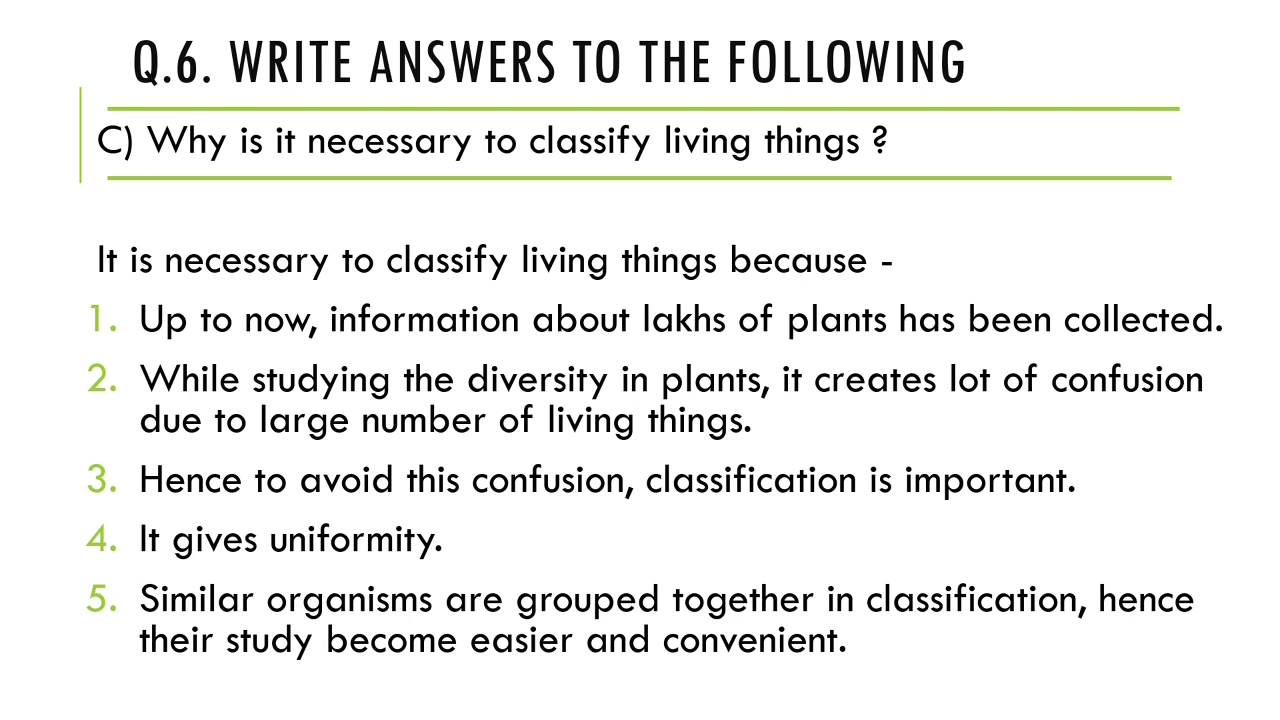 Q.6. WRITE ANSWERS TO THE FOLLOWING
C) Why is it necessary to classify living things ?
It is necessary to classify living things because -
1. Up to now, information about lakhs of plants has been collected.
2. While studying the diversity in plants, it creates lot of confusion
due to large number of living things.
3. Hence to avoid this confusion, classification is important.
4. It gives uniformity.
5. Similar organisms are grouped together in classification, hence
their study become easier and convenient.